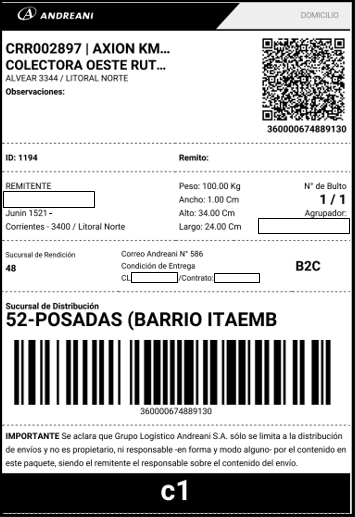 ANDREANI
DOMICILIO
CRR002897 | AXION KM...
COLECTORA OESTE RUT...
ALVEAR 3344 / LITORAL NORTE
Observaciones:
360000674889130
ID: 1194
Remito:
REMITENTE
Junin 1521 -
Corrientes - 3400 / Litoral Norte
Peso: 100.00 Kg
Ancho: 1.00 Cm
Alto: 34.00 Cm
Largo: 24.00 Cm
N° de Bulto
1 / 1
Agrupador:
Sucursal de Rendición
48
Correo Andreani N° 586
Condición de Entrega
CL /Contrato:
B2C
Sucursal de Distribución
52-POSADAS (BARRIO ITAEMB
360000674889130
IMPORTANTE Se aclara que Grupo Logístico Andreani S.A. sólo se limita a la distribución
de envíos y no es propietario, ni responsable -en forma y modo alguno- por el contenido en
este paquete, siendo el remitente el responsable sobre el contenido del envío.
c1